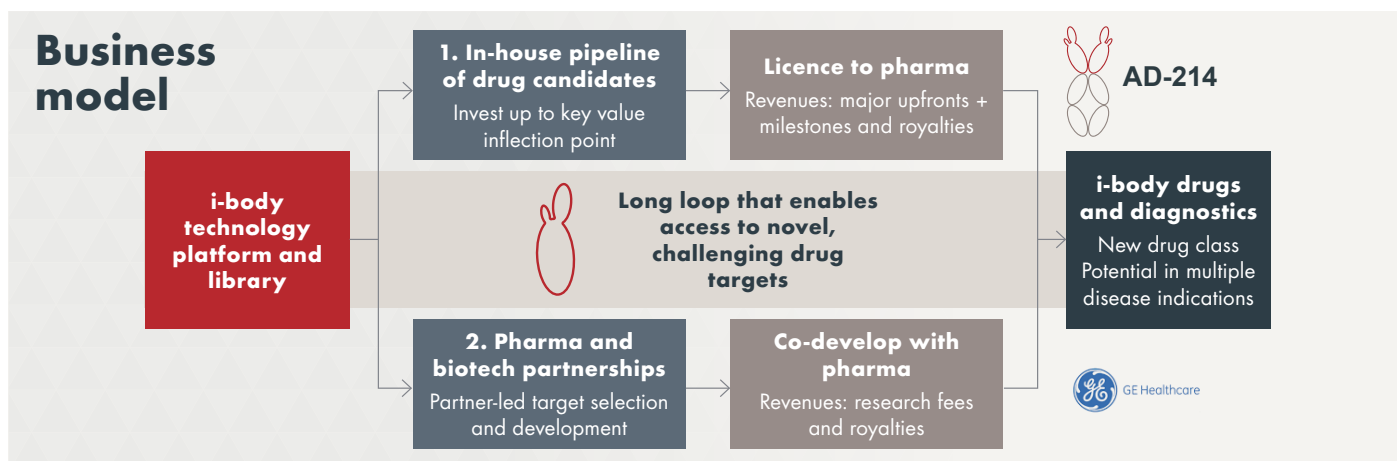 Business
model
1. In-house pipeline
of drug candidates
Invest up to key value
inflection point
Licence to pharma
Revenues: major upfronts +
milestones and royalties
AD-214
i-body
technology
platform and
library
Long loop that enables
access to novel,
challenging drug
targets
i-body drugs
and diagnostics
New drug class
Potential in multiple
disease indications
2. Pharma and
biotech partnerships
Partner-led target selection
and development
Co-develop with
pharma
Revenues: research fees
and royalties
GE
GE Healthcare